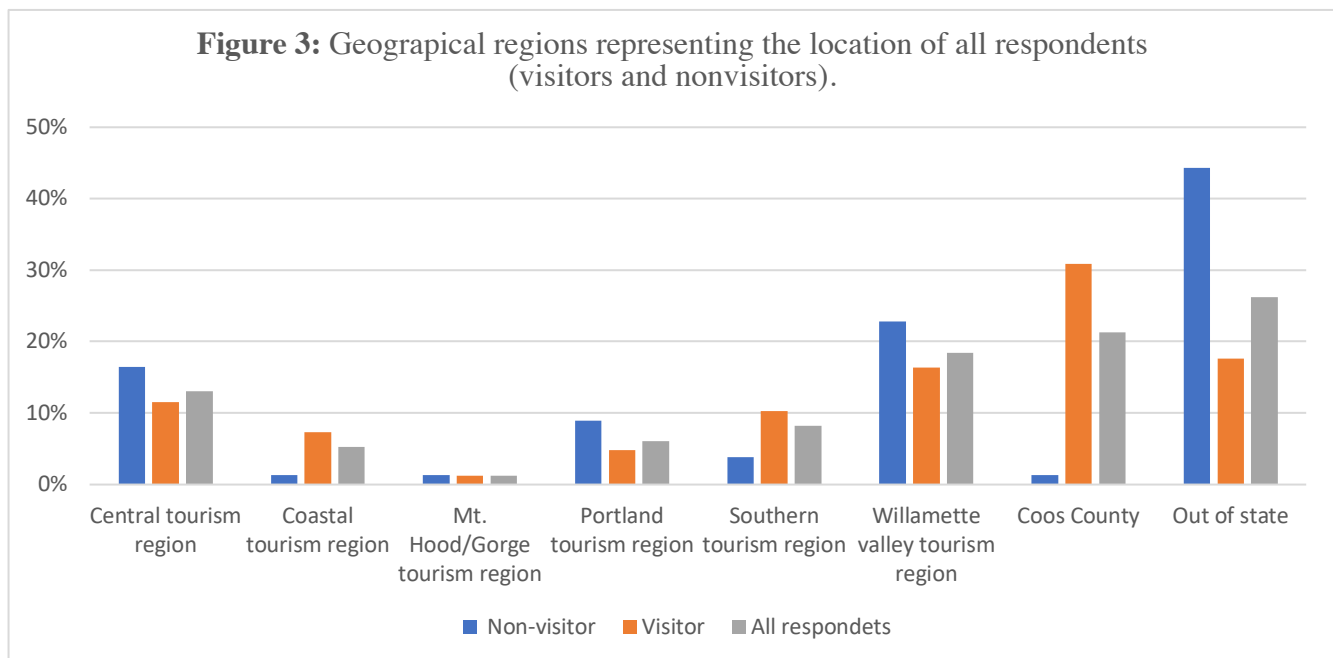 Figure 3: Geograpical regions representing the location of all respondents
(visitors and nonvisitors).
50%
40%
30%
20%
10%
0%
Central tourism
region
Coastal
tourism region
Mt.
Hood/Gorge
tourism region
Portland
tourism region
Southern
tourism region
Willamette
valley tourism
region
Coos County
Out of state
Non-visitor
Visitor
All respondets